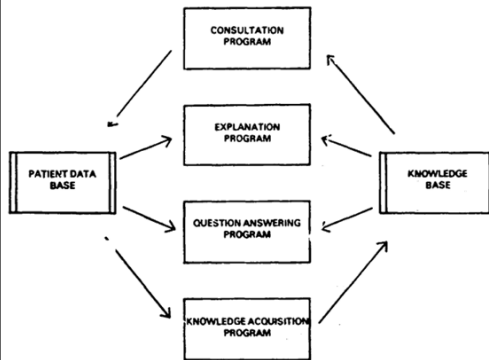 CONSULTATION
PROGRAM
EXPLANATION
PROGRAM
PATIENT DATA
BASE
KNOWLEDGE
BASE
QUESTION ANSWERING
PROGRAM
KNOWLEDGE ACQUISITION
PROGRAM